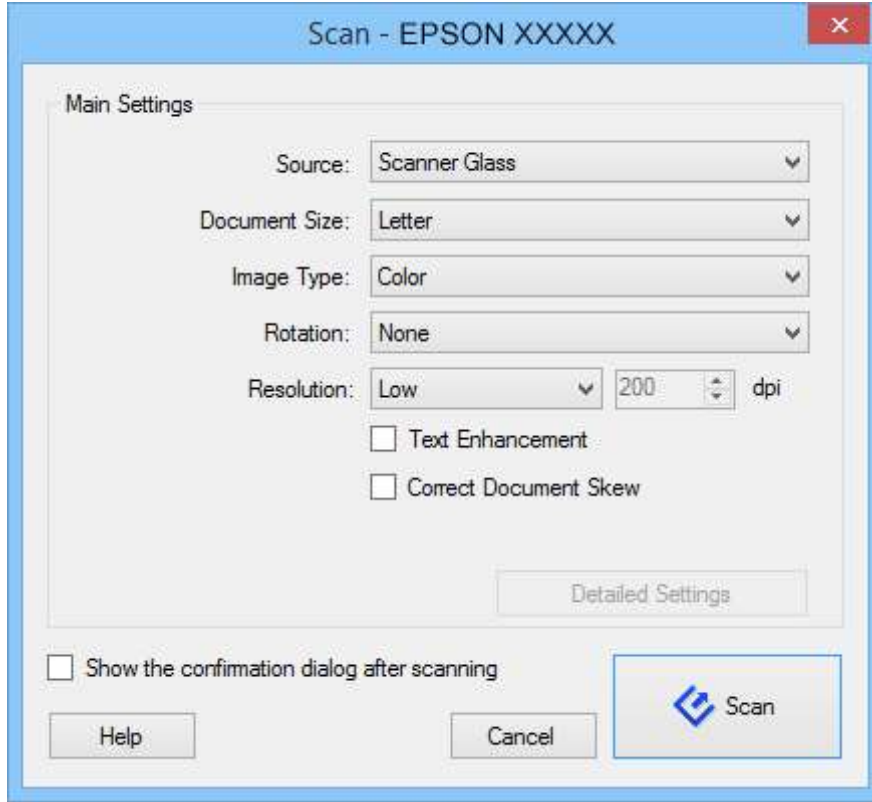 Scan - EPSON XXXXX
Main Settings
Source: Scanner Glass
Document Size: Letter
Image Type: Color
Rotation: None
Resolution: Low 200 dpi
Text Enhancement
Correct Document Skew
Detailed Settings
Show the confirmation dialog after scanning
Scan
Help Cancel